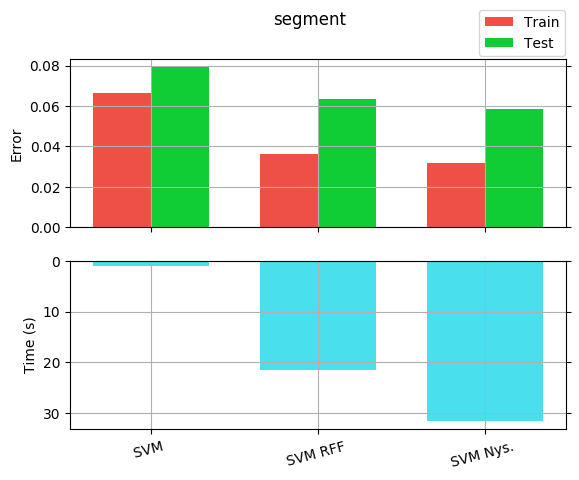 segment
Train
Test
0.08
0.06
0.04
0.02
0.00
Error
0
10
20
30
Time (s)
SVM
SVM RFF
SVM Nys.